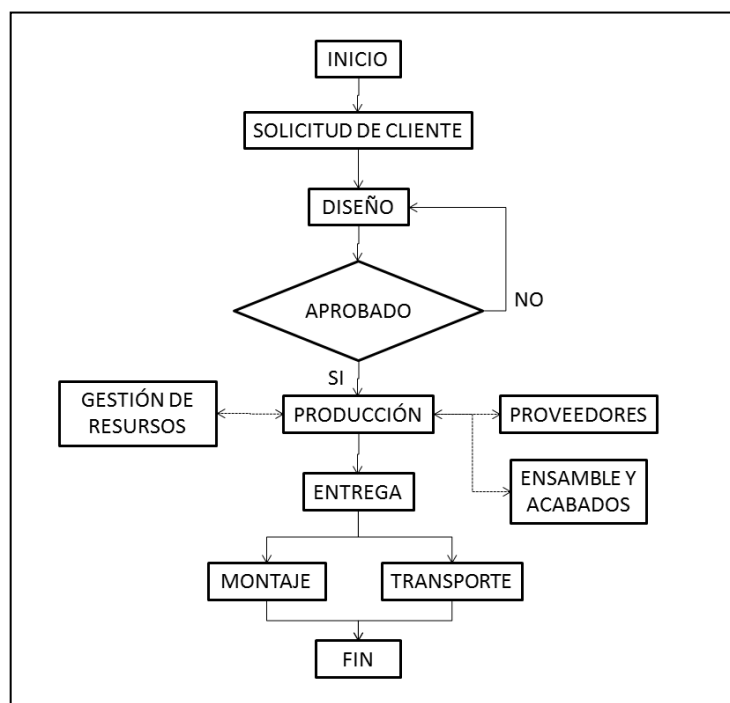 INICIO
SOLICITUD DE CLIENTE
DISEÑO
APROBADO
NO
SI
GESTIÓN DE
RESURSOS
PRODUCCIÓN
PROVEEDORES
ENSAMBLE Y
ACABADOS
ENTREGA
MONTAJE
TRANSPORTE
FIN